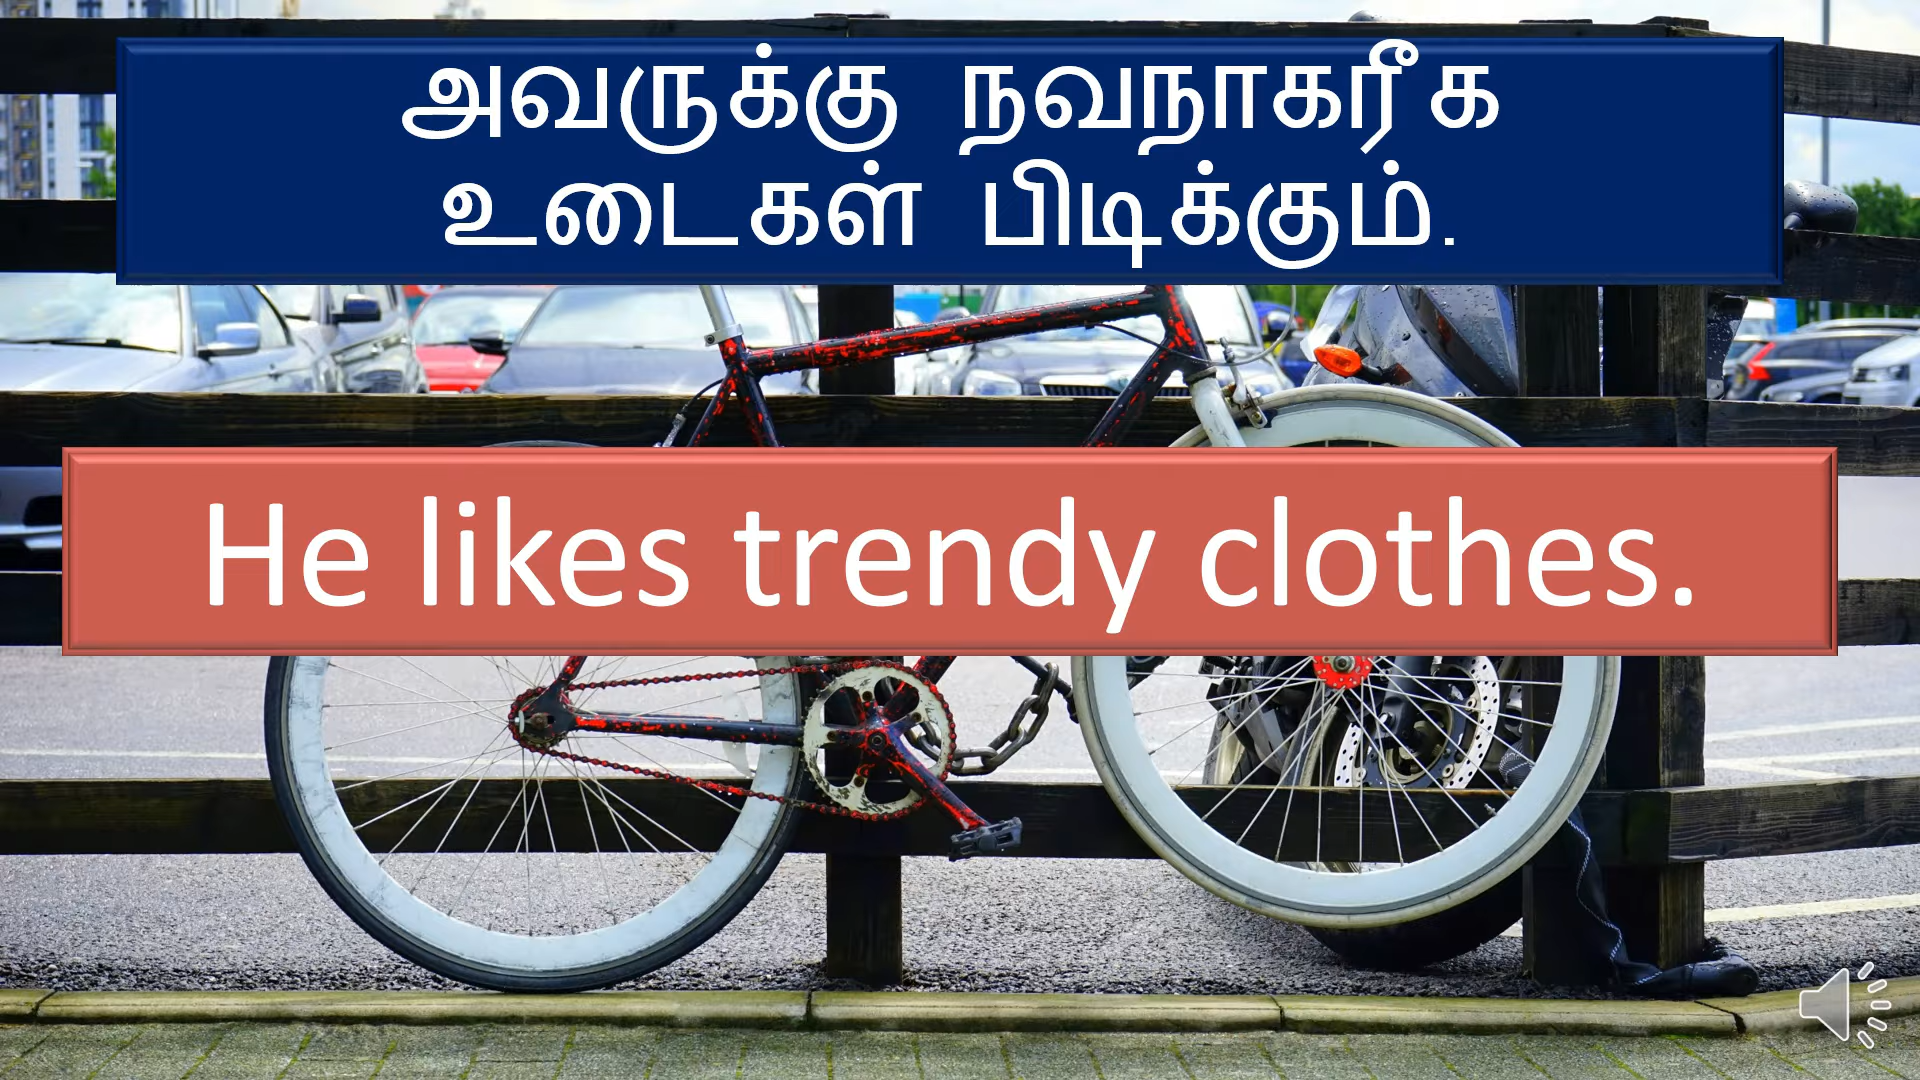 அவருக்கு நவநாகரீக
உடைகள் பிடிக்கும்.
He likes trendy clothes.